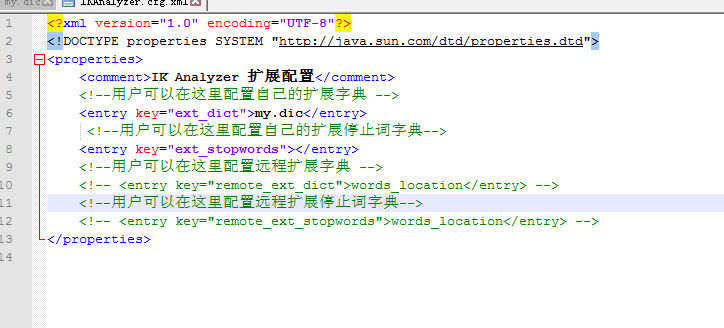 my.dic IKAnalyzer.cfg.xml
1 <?xml version="1.0" encoding="UTF-8"?>
2 <!DOCTYPE properties SYSTEM "http://java.sun.com/dtd/properties.dtd">
3 <properties>
4 <comment>IK Analyzer 扩展配置</comment>
5 <!--用户可以在这里配置自己的扩展字典 -->
6 <entry key="ext_dict">my.dic</entry>
7 <!--用户可以在这里配置自己的扩展停止词字典-->
8 <entry key="ext_stopwords"></entry>
9 <!--用户可以在这里配置远程扩展字典 -->
10 <!-- <entry key="remote_ext_dict">words_location</entry> -->
11 <!--用户可以在这里配置远程扩展停止词字典-->
12 <!-- <entry key="remote_ext_stopwords">words_location</entry> -->
13 </properties>
14